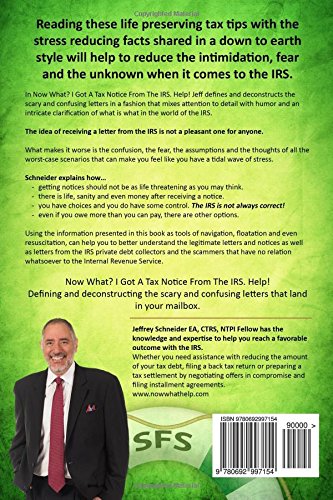 Reading these life preserving tax tips with the
stress reducing facts shared in a down to earth
style will help to reduce the intimidation, fear
and the unknown when it comes to the IRS.
In Now What? I Got A Tax Notice From The IRS. Help! Jeff defines and deconstructs the
scary and confusing letters in a fashion that mixes attention to detail with humor and an
intricate clarification of what is what in the world of the IRS.
The idea of receiving a letter from the IRS is not a pleasant one for anyone.
What makes it worse is the confusion, the fear, the assumptions and the thoughts of all the
worst-case scenarios that can make you feel like you have a tidal wave of stress.
Schneider explains how...
- getting notices should not be as life threatening as you may think.
- there is life, sanity and even money after receiving a notice.
- you have choices and you do have some control. The IRS is not always correct!
- even if you owe more than you can pay, there are other options.
Using the information presented in this book as tools of navigation, floatation and even
resuscitation, can help you to better understand the legitimate letters and notices as well
as letters from the IRS private debt collectors and the scammers that have no relation
whatsoever to the Internal Revenue Service.
Now What? I Got A Tax Notice From The IRS. Help!
Defining and deconstructing the scary and confusing letters that land
in your mailbox.
Jeffrey Schneider EA, CTRS, NTPI Fellow has the
knowledge and expertise to help you reach a favorable
outcome with the IRS.
Whether you need assistance with reducing the amount
of your tax debt, filing a back tax return or preparing a
tax settlement by negotiating offers in compromise and
filing installment agreements.
www.nowwhathelp.com
SFS
ISBN 9780692997154
90000 >
9 780692 997154